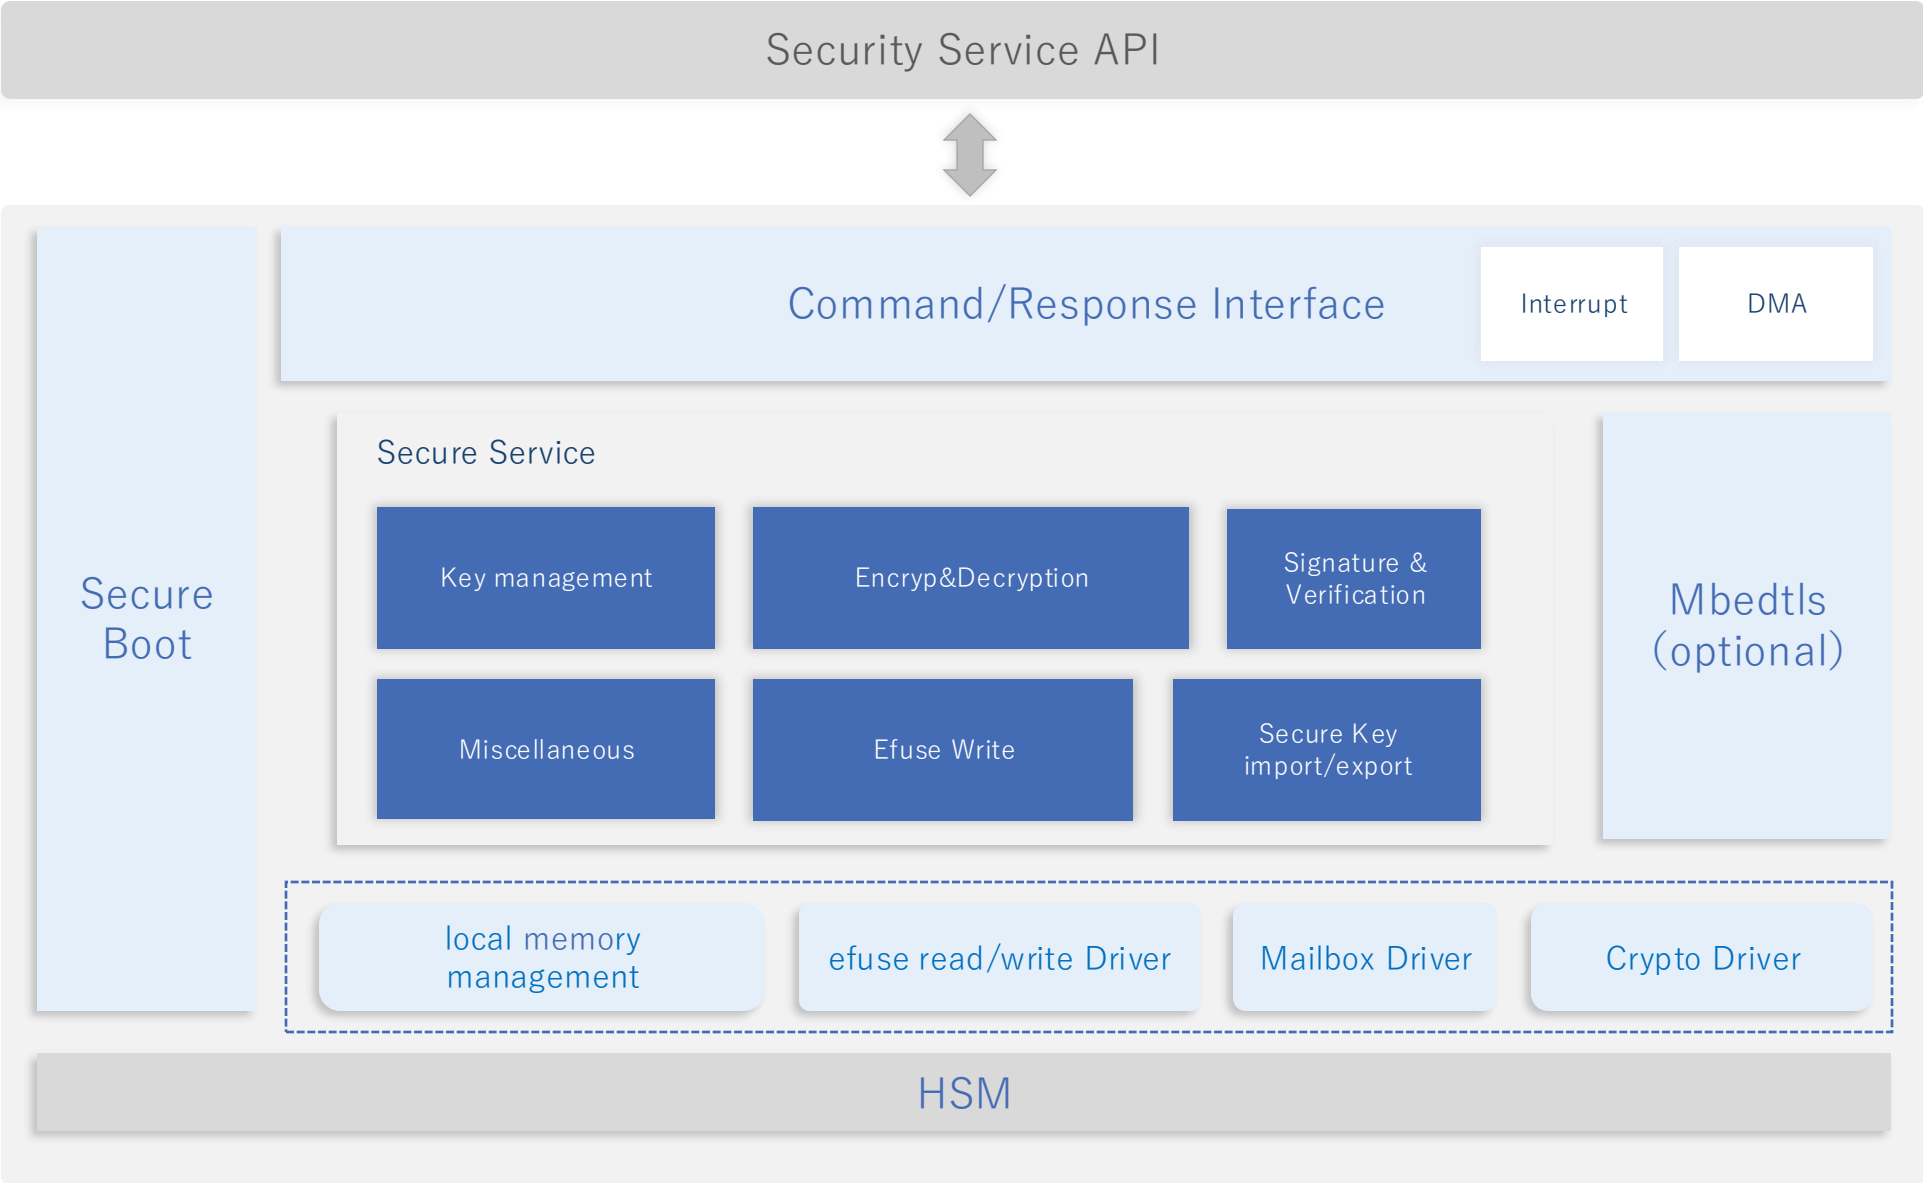 Security Service API
Command/Response Interface
Interrupt
DMA
Secure
Boot
Secure Service
Key management
Encryp&Decryption
Signature &
Verification
Miscellaneous
Efuse Write
Secure Key
import/export
Mbedtls
(optional)
local memory
management
efuse read/write Driver
Mailbox Driver
Crypto Driver
HSM